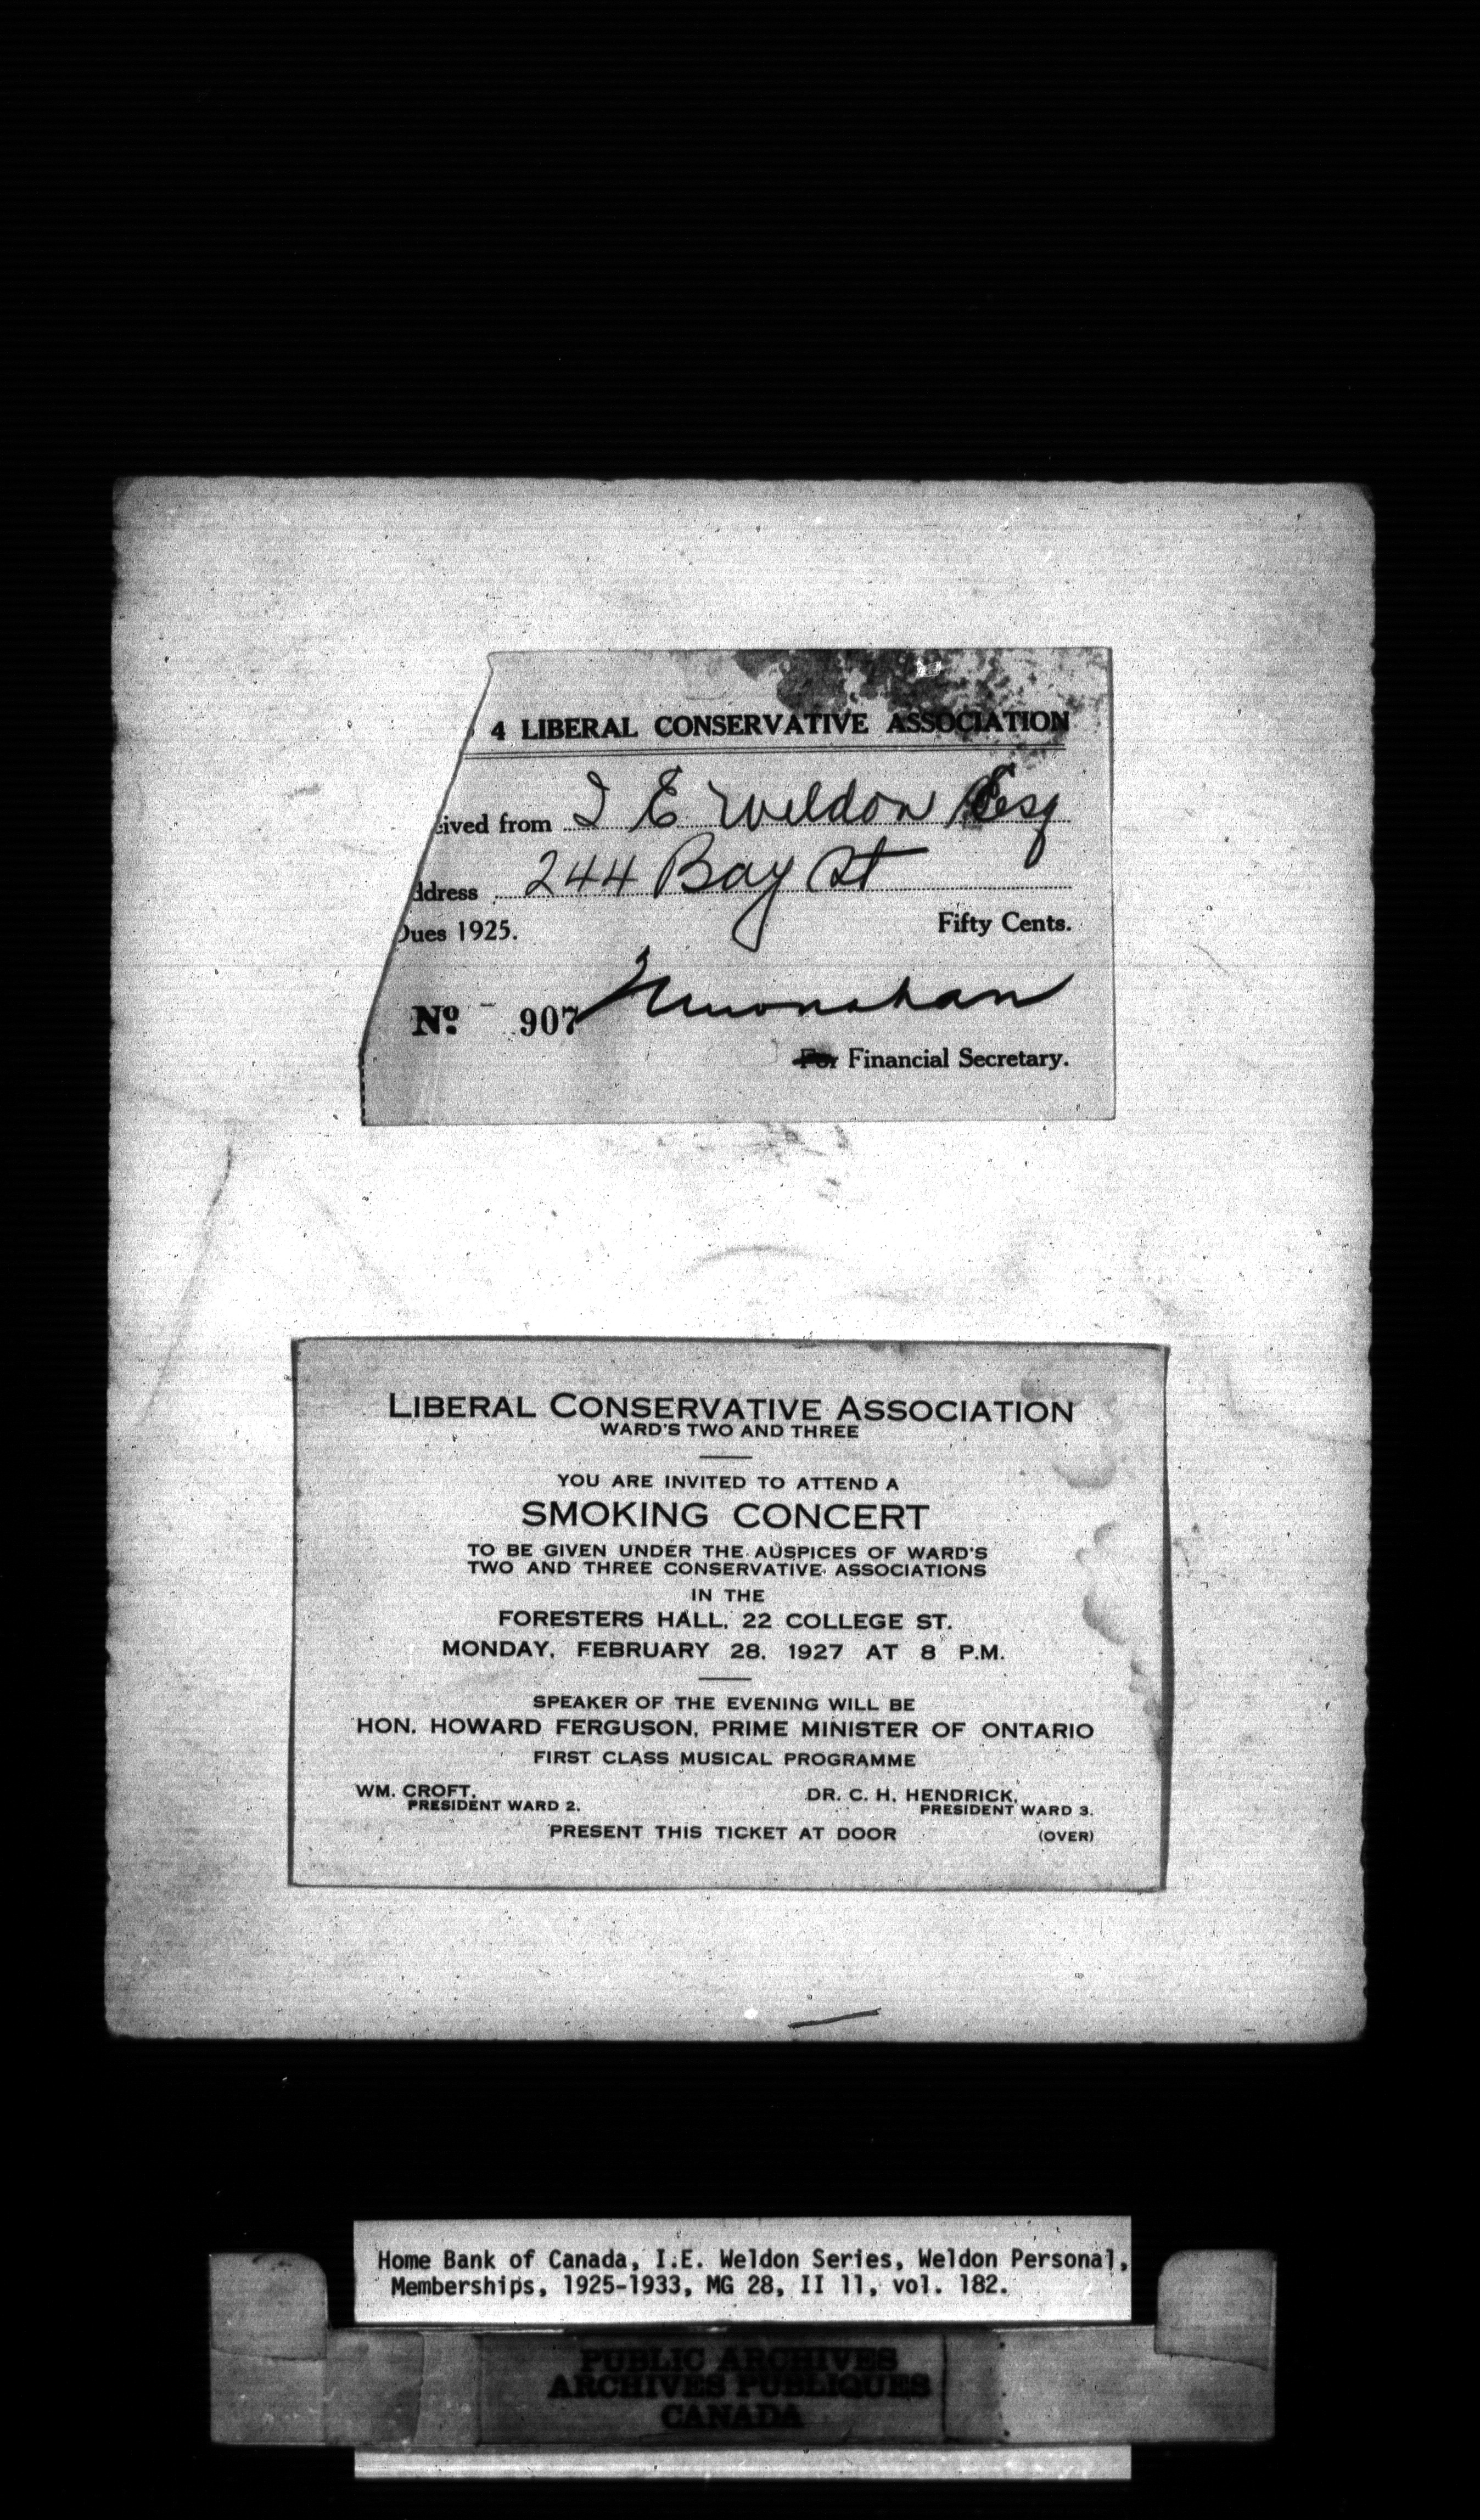 4 LIBERAL CONSERVATIVE ASSOCIATION
eived from I E Weldon Esq
ddress 244 Bay St
Dues 1925. Fifty Cents.
No. - 907
For Financial Secretary.
LIBERAL CONSERVATIVE ASSOCIATION
WARD'S TWO AND THREE
YOU ARE INVITED TO ATTEND A
SMOKING CONCERT
TO BE GIVEN UNDER THE AUSPICES OF WARD'S
TWO AND THREE CONSERVATIVE ASSOCIATIONS
IN THE
FORESTERS HALL, 22 COLLEGE ST.
MONDAY, FEBRUARY 28, 1927 AT 8 P.M.
SPEAKER OF THE EVENING WILL BE
HON. HOWARD FERGUSON, PRIME MINISTER OF ONTARIO
FIRST CLASS MUSICAL PROGRAMME
WM. CROFT, DR. C. H. HENDRICK,
PRESIDENT WARD 2. PRESIDENT WARD 3.
PRESENT THIS TICKET AT DOOR (OVER)
Home Bank of Canada, I.E. Weldon Series, Weldon Personal,
Memberships, 1925-1933, MG 28, II 11, vol. 182.
PUBLIC ARCHIVES
ARCHIVES PUBLIQUES
CANADA